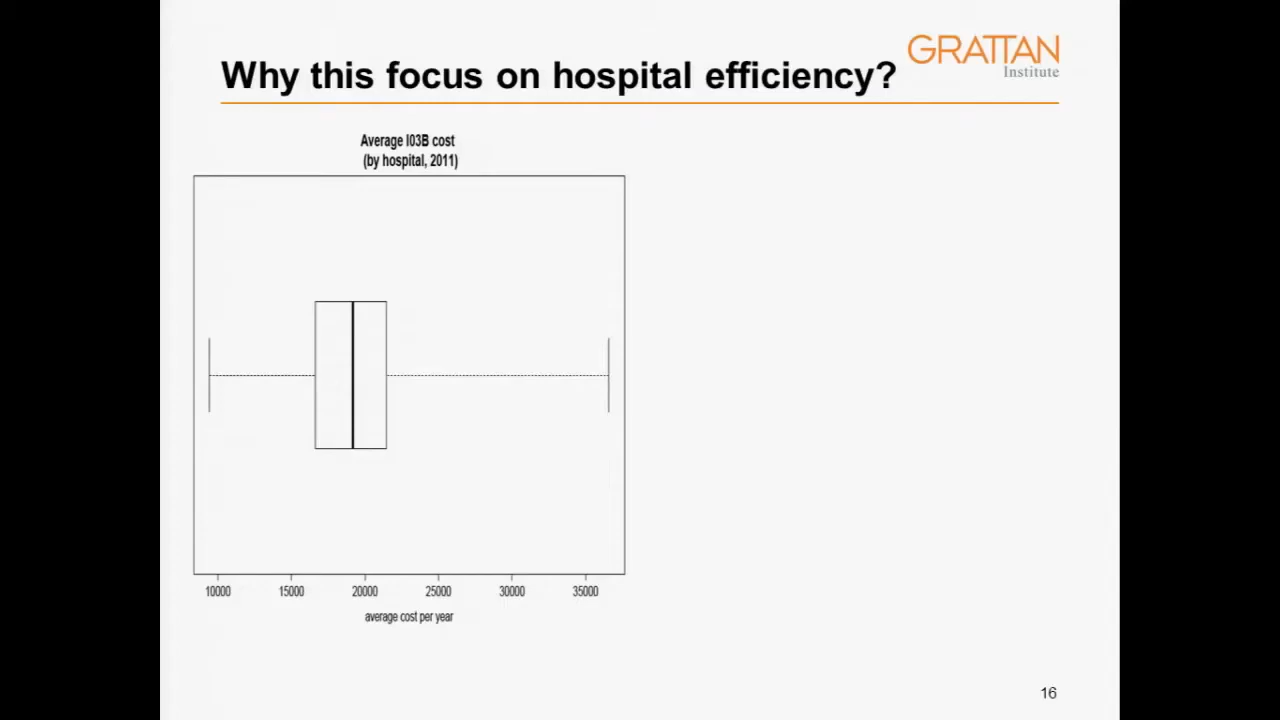 GRATTAN
Institute
Why this focus on hospital efficiency?
Average I03B cost
(by hospital, 2011)
10000 15000 20000 25000 30000 35000
average cost per year
16